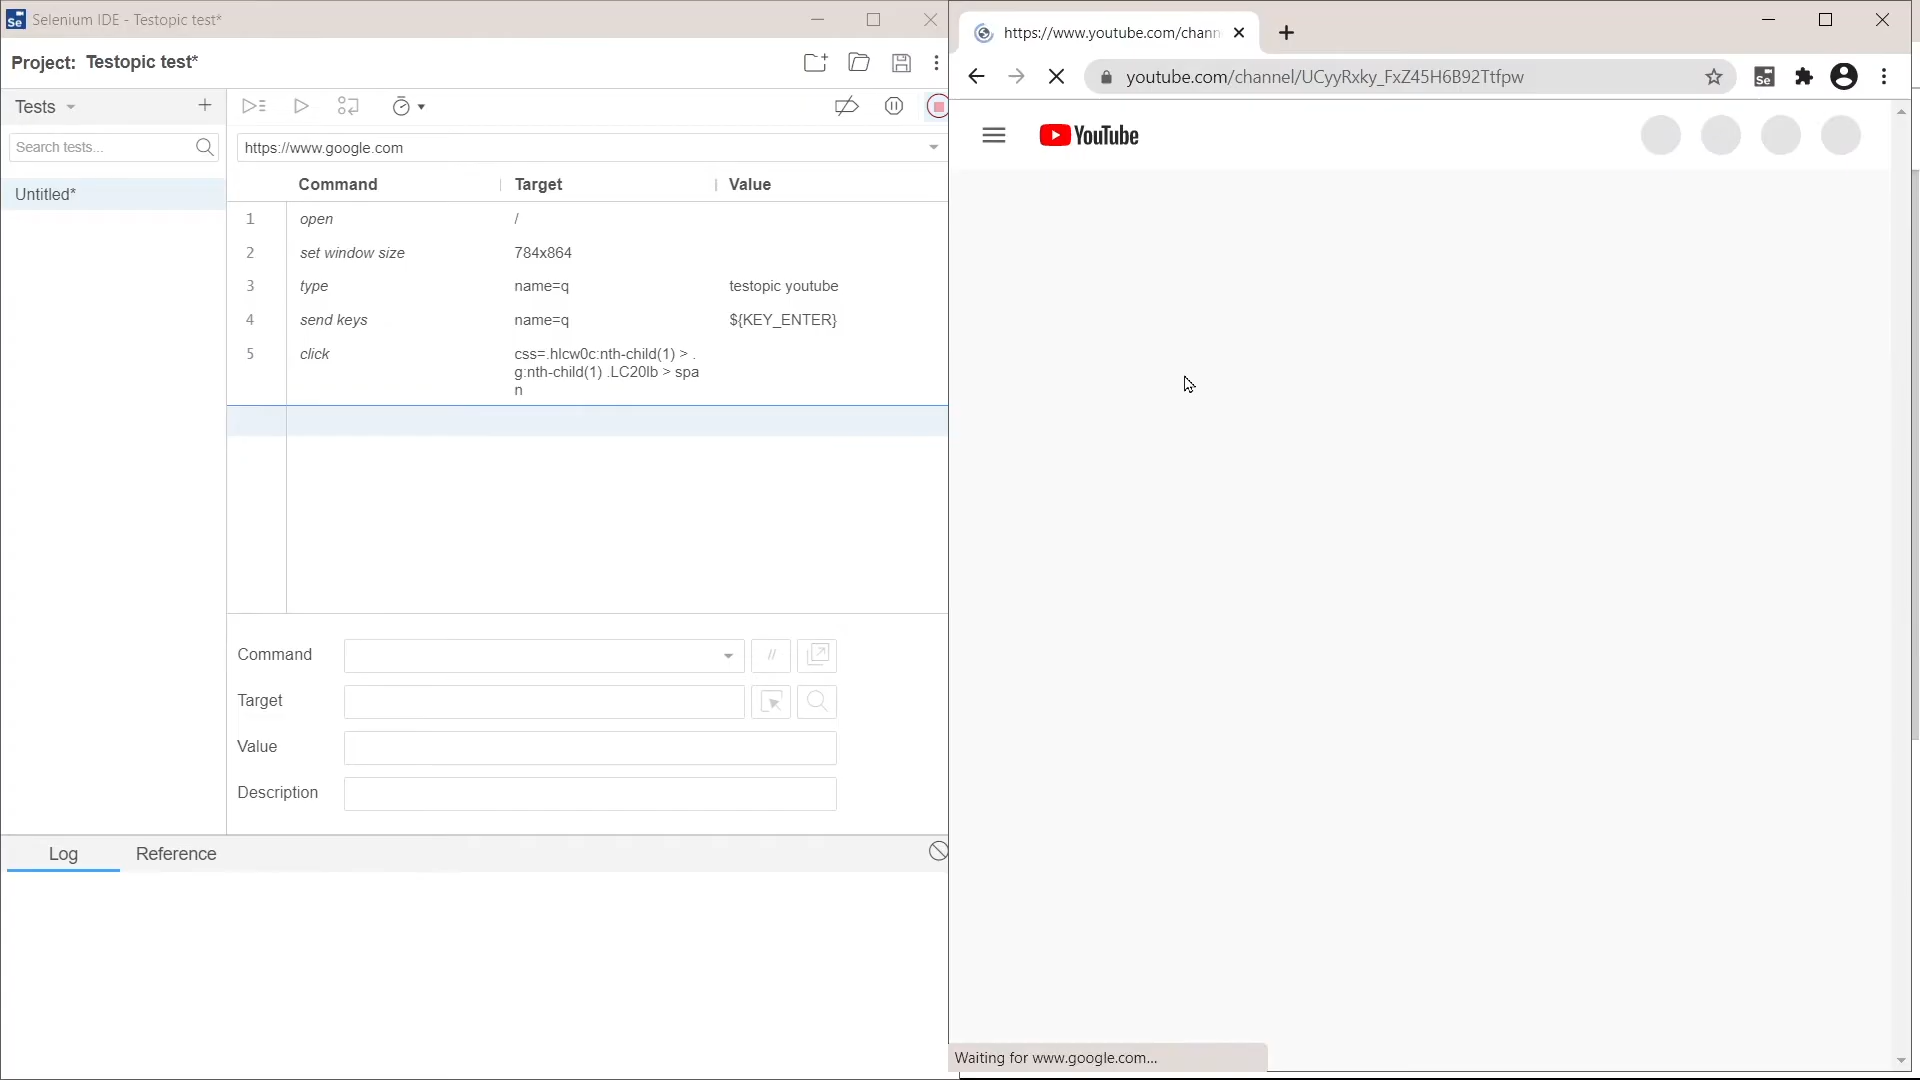 Selenium IDE - Testopic test*
Project: Testopic test*
Tests
Search tests...
Untitled*
https://www.google.com
Command Target Value
1 open /
2 set window size 784x864
3 type name=q testopic youtube
4 send keys name=q ${KEY_ENTER}
5 click css=.hlcw0c:nth-child(1) > .
g:nth-child(1) .LC20lb > spa
n
Command
//
Target
Value
Description
Log Reference
https://www.youtube.com/chann
youtube.com/channel/UCyyRxky_FxZ45H6B92Ttfpw
Se
YouTube
Waiting for www.google.com...